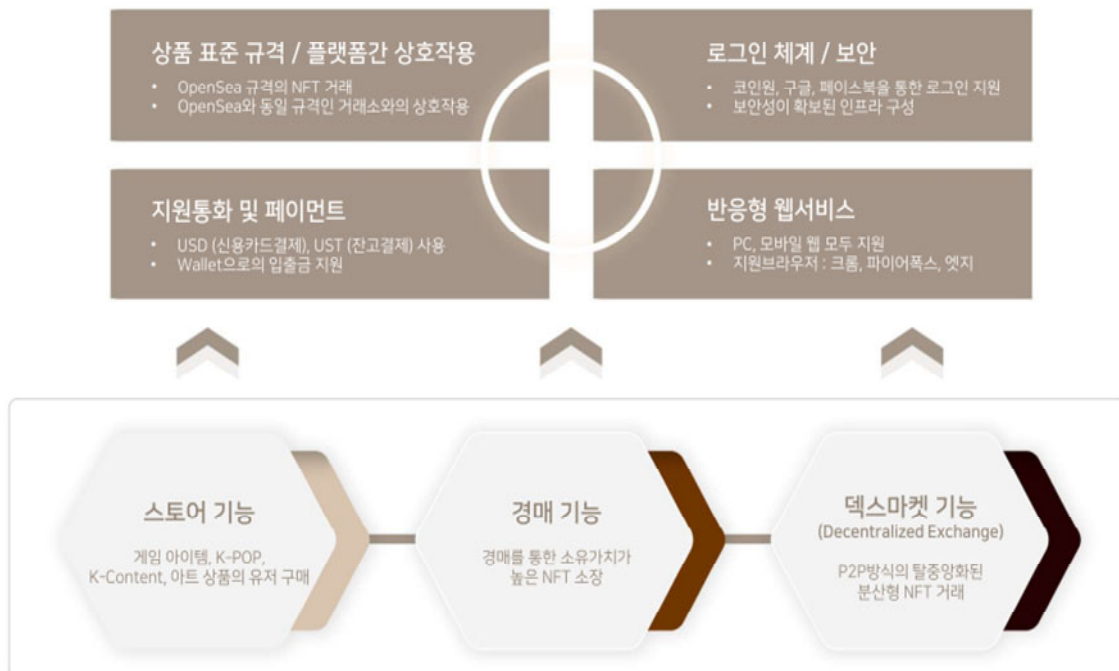 상품 표준 규격 / 플랫폼간 상호작용
• OpenSea 규격의 NFT 거래
• OpenSea와 동일 규격인 거래소와의 상호작용
로그인 체계 / 보안
• 코인원, 구글, 페이스북을 통한 로그인 지원
• 보안성이 확보된 인프라 구성
지원통화 및 페이먼트
• USD (신용카드결제), UST (잔고결제) 사용
• Wallet으로의 입출금 지원
반응형 웹서비스
• PC, 모바일 웹 모두 지원
• 지원브라우저 : 크롬, 파이어폭스, 엣지
스토어 기능
게임 아이템, K-POP,
K-Content, 아트 상품의 유저 구매
경매 기능
경매를 통한 소유가치가
높은 NFT 소장
덱스마켓 기능
(Decentralized Exchange)
P2P방식의 탈중앙화된
분산형 NFT 거래